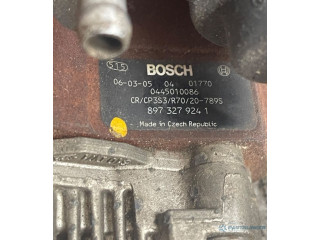 515 BOSCH
06-03-05 04 01770
0445010086
CR/CP3S3/R70/20-789S
897 327 924 1
Made in Czech Republic